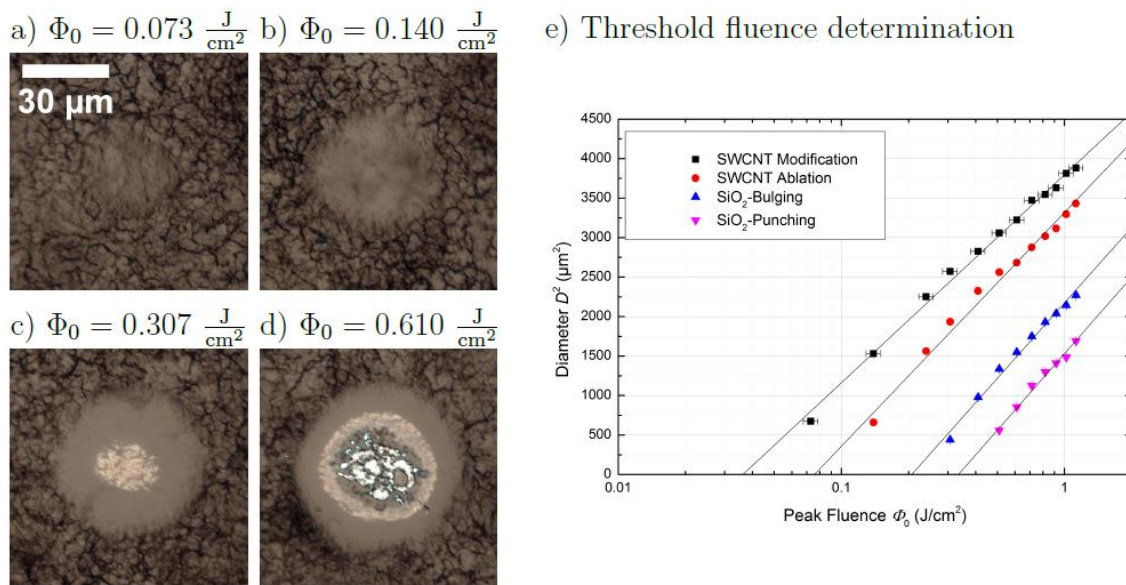 a) Φ₀ = 0.073 J/cm²
b) Φ₀ = 0.140 J/cm²
30 µm
c) Φ₀ = 0.307 J/cm²
d) Φ₀ = 0.610 J/cm²
e) Threshold fluence determination
SWCNT Modification
SWCNT Ablation
SiO₂-Bulging
SiO₂-Punching
Diameter D² (µm²)
4500
4000
3500
3000
2500
2000
1500
1000
500
0
0.01
0.1
1
Peak Fluence Φ₀ (J/cm²)